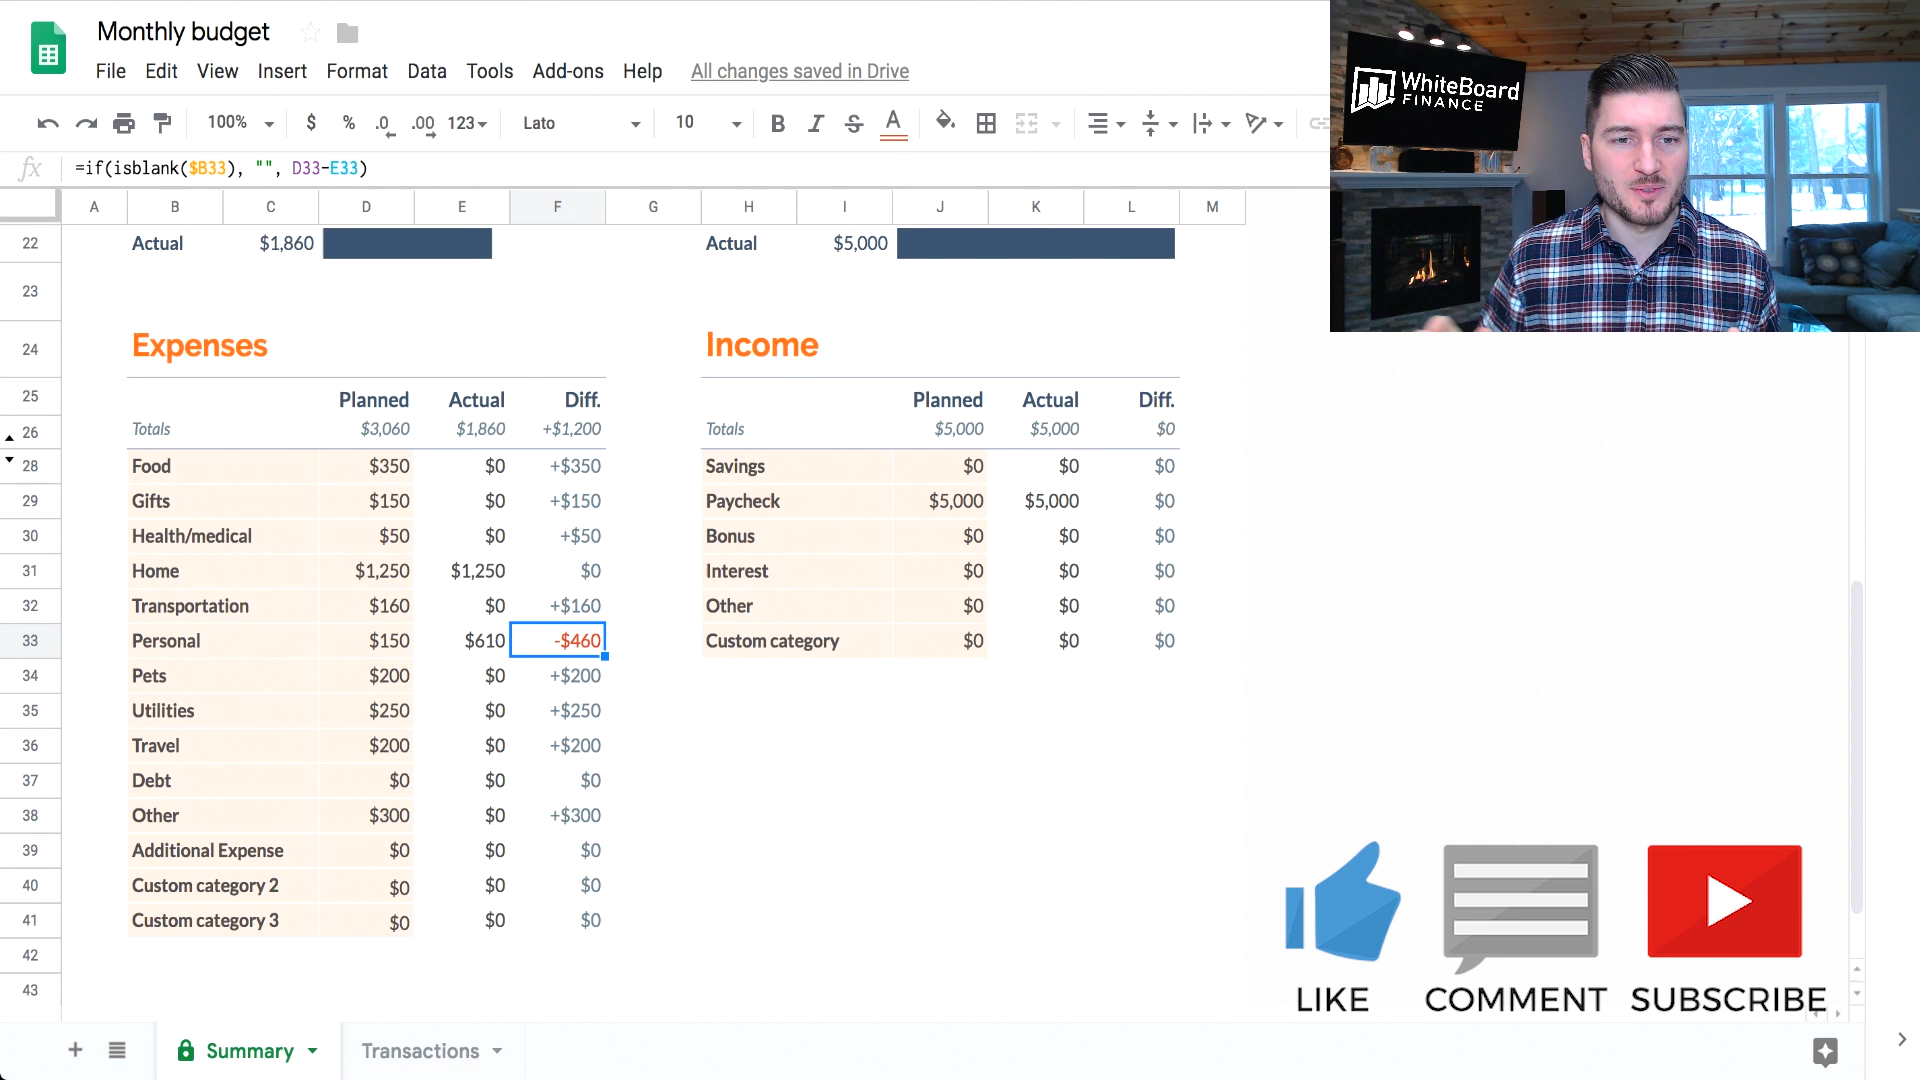 Monthly budget
File Edit View Insert Format Data Tools Add-ons Help All changes saved in Drive
100% $ % .0 .00 123 Lato 10 B I S A
fx =if(isblank($B33), "", D33-E33)
WhiteBoard
FINANCE
A B C D E F G H I J K L M
22 Actual $1,860 Actual $5,000
23
24 Expenses Income
25 Planned Actual Diff. Planned Actual Diff.
26 Totals $3,060 $1,860 +$1,200 Totals $5,000 $5,000 $0
28 Food $350 $0 +$350 Savings $0 $0 $0
29 Gifts $150 $0 +$150 Paycheck $5,000 $5,000 $0
30 Health/medical $50 $0 +$50 Bonus $0 $0 $0
31 Home $1,250 $1,250 $0 Interest $0 $0 $0
32 Transportation $160 $0 +$160 Other $0 $0 $0
33 Personal $150 $610 -$460 Custom category $0 $0 $0
34 Pets $200 $0 +$200
35 Utilities $250 $0 +$250
36 Travel $200 $0 +$200
37 Debt $0 $0 $0
38 Other $300 $0 +$300
39 Additional Expense $0 $0 $0
40 Custom category 2 $0 $0 $0
41 Custom category 3 $0 $0 $0
42
43
LIKE COMMENT SUBSCRIBE
Summary Transactions